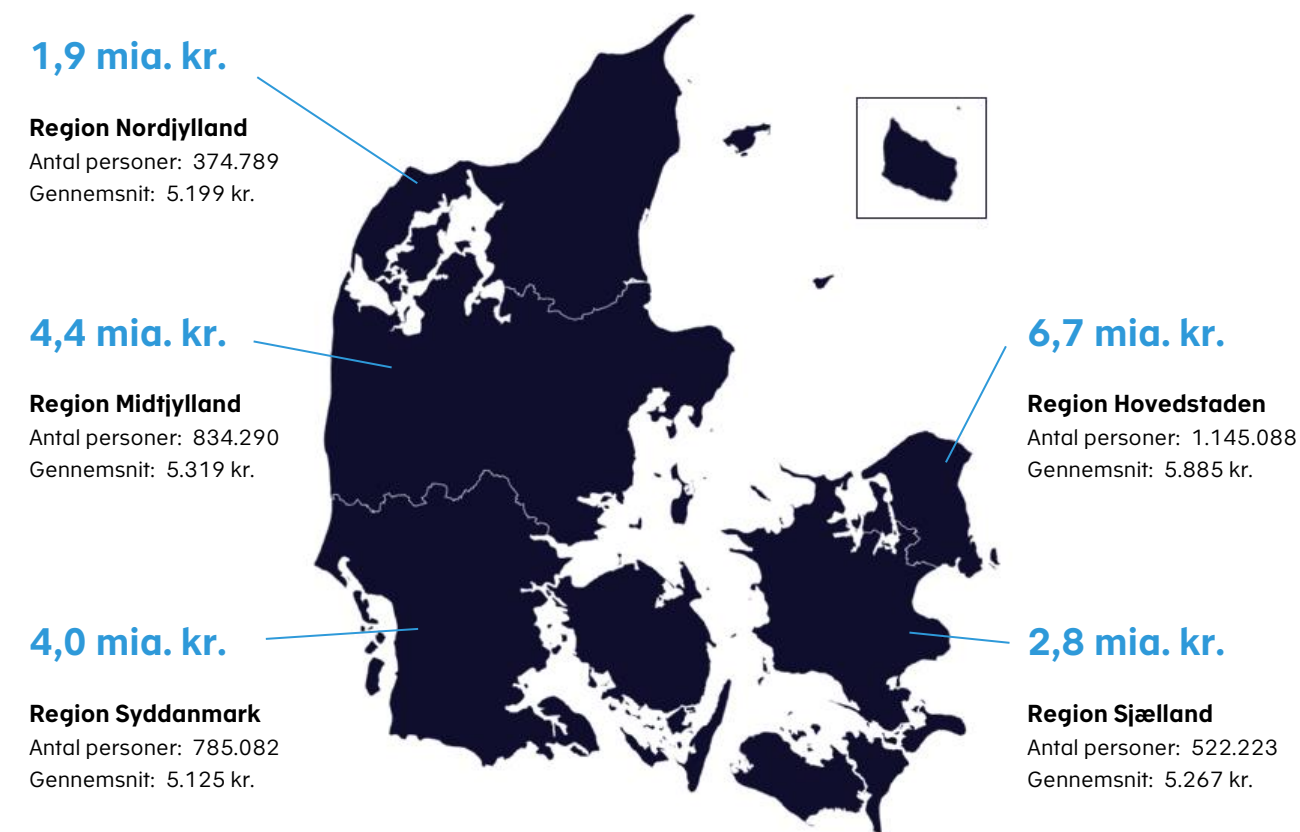 1,9 mia. kr.
Region Nordjylland
Antal personer: 374.789
Gennemsnit: 5.199 kr.
4,4 mia. kr.
Region Midtjylland
Antal personer: 834.290
Gennemsnit: 5.319 kr.
4,0 mia. kr.
Region Syddanmark
Antal personer: 785.082
Gennemsnit: 5.125 kr.
6,7 mia. kr.
Region Hovedstaden
Antal personer: 1.145.088
Gennemsnit: 5.885 kr.
2,8 mia. kr.
Region Sjælland
Antal personer: 522.223
Gennemsnit: 5.267 kr.